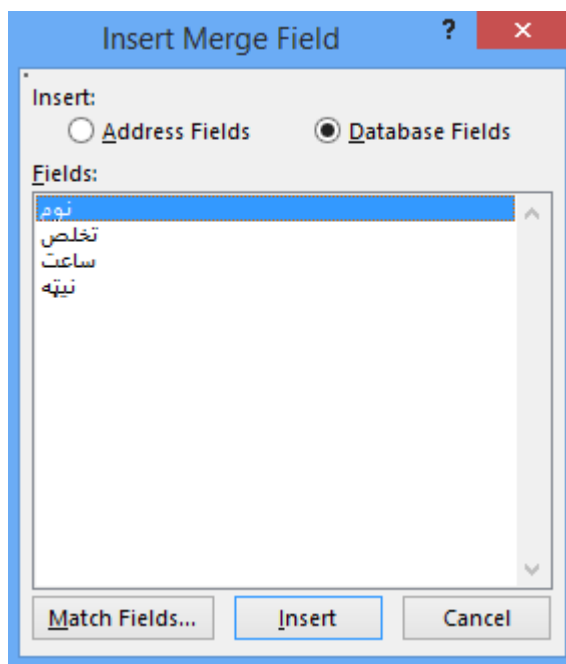 Insert Merge Field ? ×
Insert:
Address Fields Database Fields
Fields:
نوم
تخلص
ساعت
نیټه
Match Fields... Insert Cancel